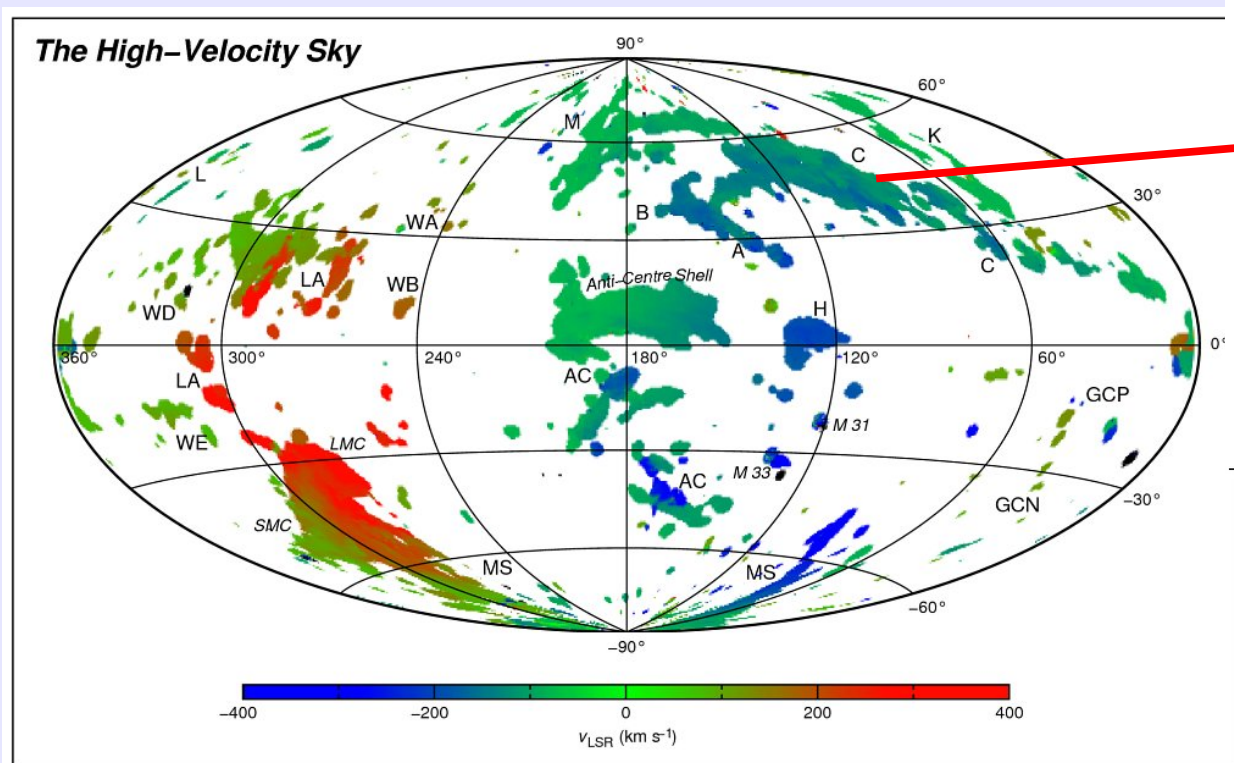 The High–Velocity Sky
90°
60°
M
C
K
L
30°
B
WA
A
C
Anti-Centre Shell
LA
WB
WD
H
360°
300°
240°
180°
120°
60°
0°
LA
AC
GCP
WE
LMC
M 31
M 33
AC
GCN
−30°
SMC
MS
MS
−60°
−90°
−400
−200
0
200
400
vLSR (km s⁻¹)